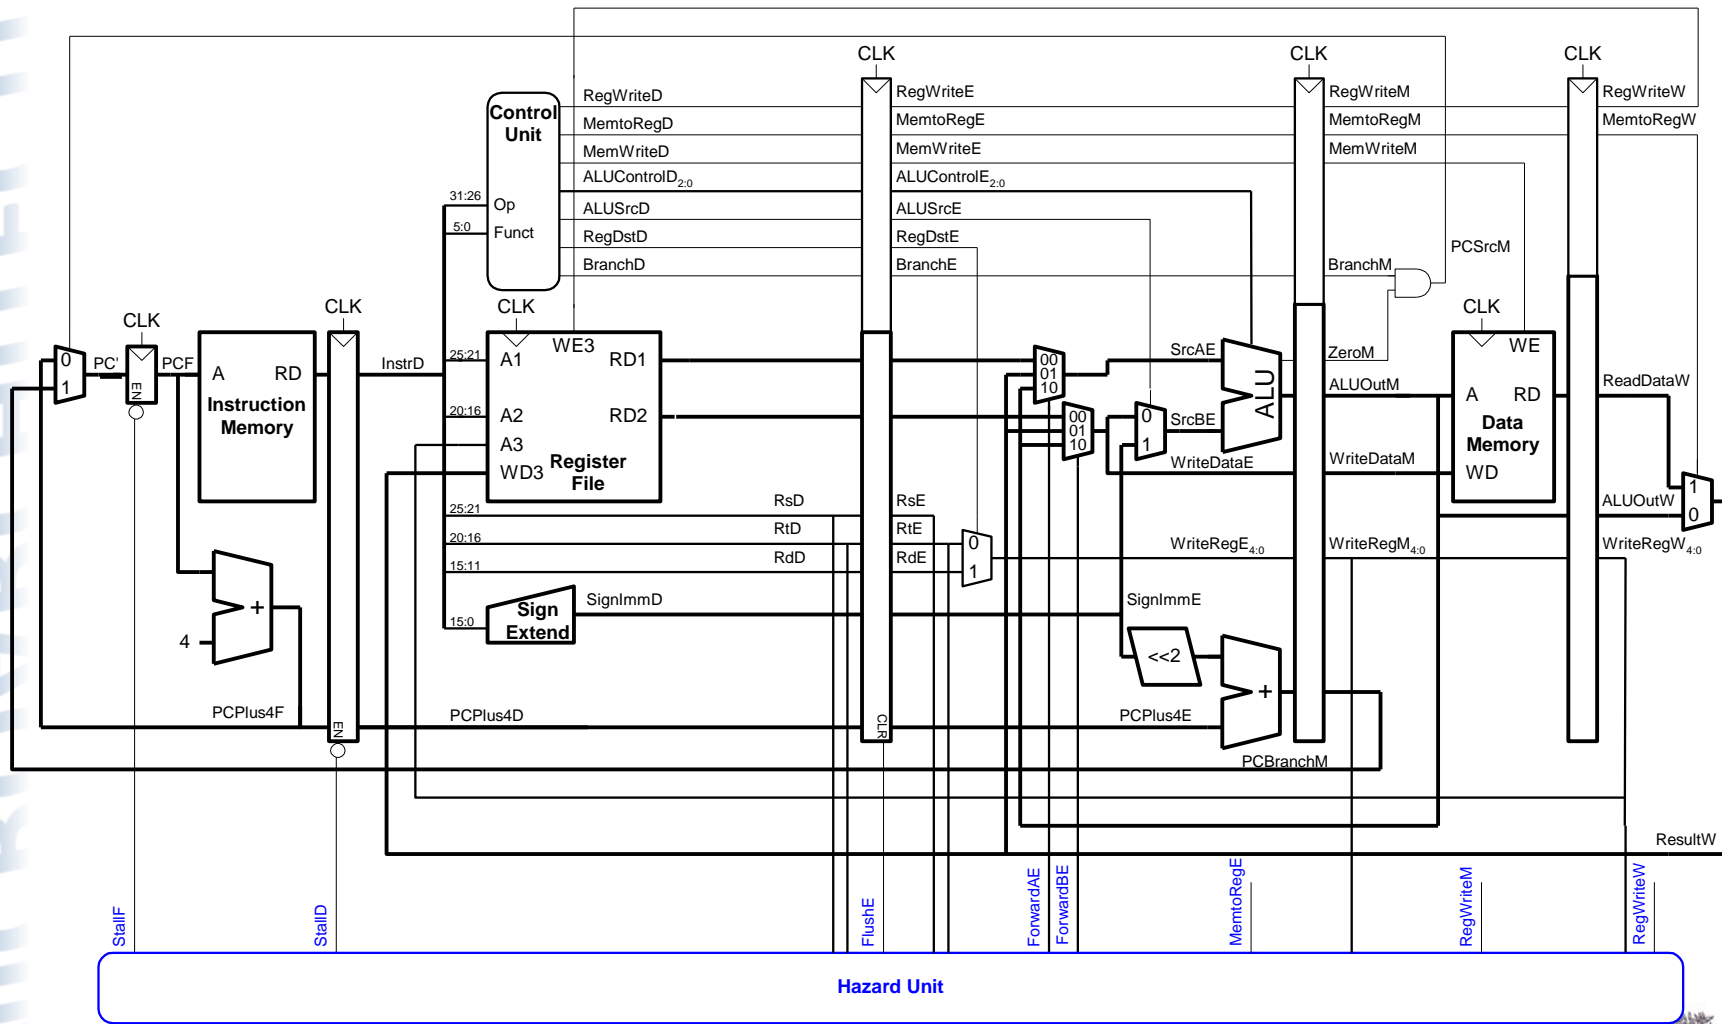 CLK
CLK
CLK
Control
Unit
RegWriteD
MemtoRegD
MemWriteD
ALUControlD2:0
ALUSrcD
RegDstD
BranchD
RegWriteE
MemtoRegE
MemWriteE
ALUControlE2:0
ALUSrcE
RegDstE
BranchE
RegWriteM
MemtoRegM
MemWriteM
BranchM
PCSrcM
RegWriteW
MemtoRegW
31:26
Op
5:0
Funct
CLK
CLK
CLK
CLK
0
1
PC'
EN
PCF
A RD
Instruction
Memory
InstrD
25:21
A1
WE3
RD1
20:16
A2
RD2
A3
WD3
Register
File
00
01
10
00
01
10
0
1
SrcAE
SrcBE
ALU
ZeroM
ALUOutM
WriteDataE
WriteDataM
WE
A RD
Data
Memory
WD
ReadDataW
ALUOutW
1
0
25:21
RsD
RsE
20:16
RtD
RtE
15:11
RdD
RdE
0
1
WriteRegE4:0
WriteRegM4:0
WriteRegW4:0
15:0
Sign
Extend
SignImmD
SignImmE
+
4
<<2
+
PCPlus4F
EN
PCPlus4D
CLR
PCPlus4E
PCBranchM
ResultW
StallF
StallD
FlushE
ForwardAE
ForwardBE
MemtoRegE
RegWriteM
RegWriteW
Hazard Unit